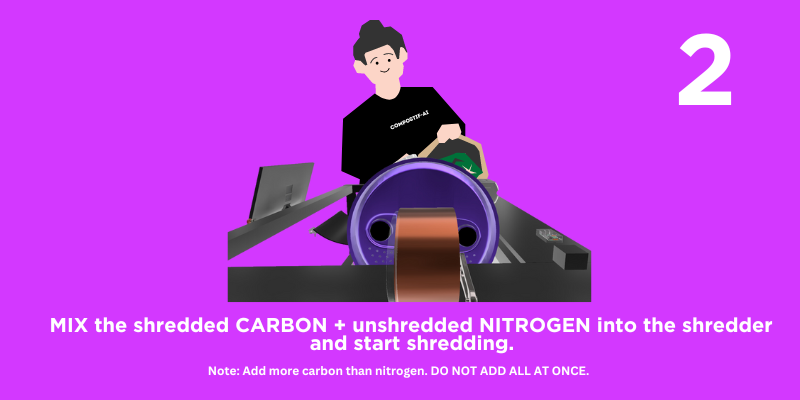 2
COMPOSTIF-AI
MIX the shredded CARBON + unshredded NITROGEN into the shredder
and start shredding.
Note: Add more carbon than nitrogen. DO NOT ADD ALL AT ONCE.